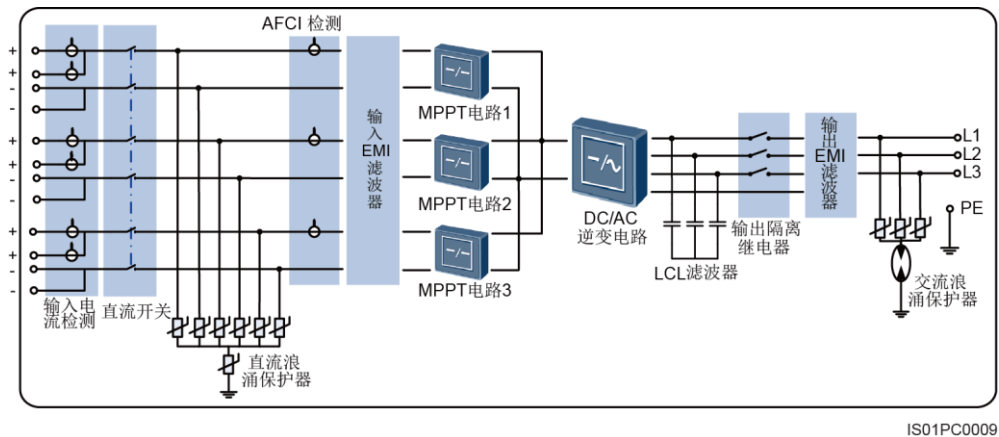 AFCI 检测
+
+
-
-
+
+
-
-
+
+
-
-
输入电
流检测
直流开关
直流浪
涌保护器
输
入
EMI
滤
波
器
MPPT电路1
MPPT电路2
MPPT电路3
DC/AC
逆变电路
LCL滤波器
输出隔离
继电器
输
出
EMI
滤
波
器
L1
L2
L3
PE
交流浪
涌保护器
IS01PC0009